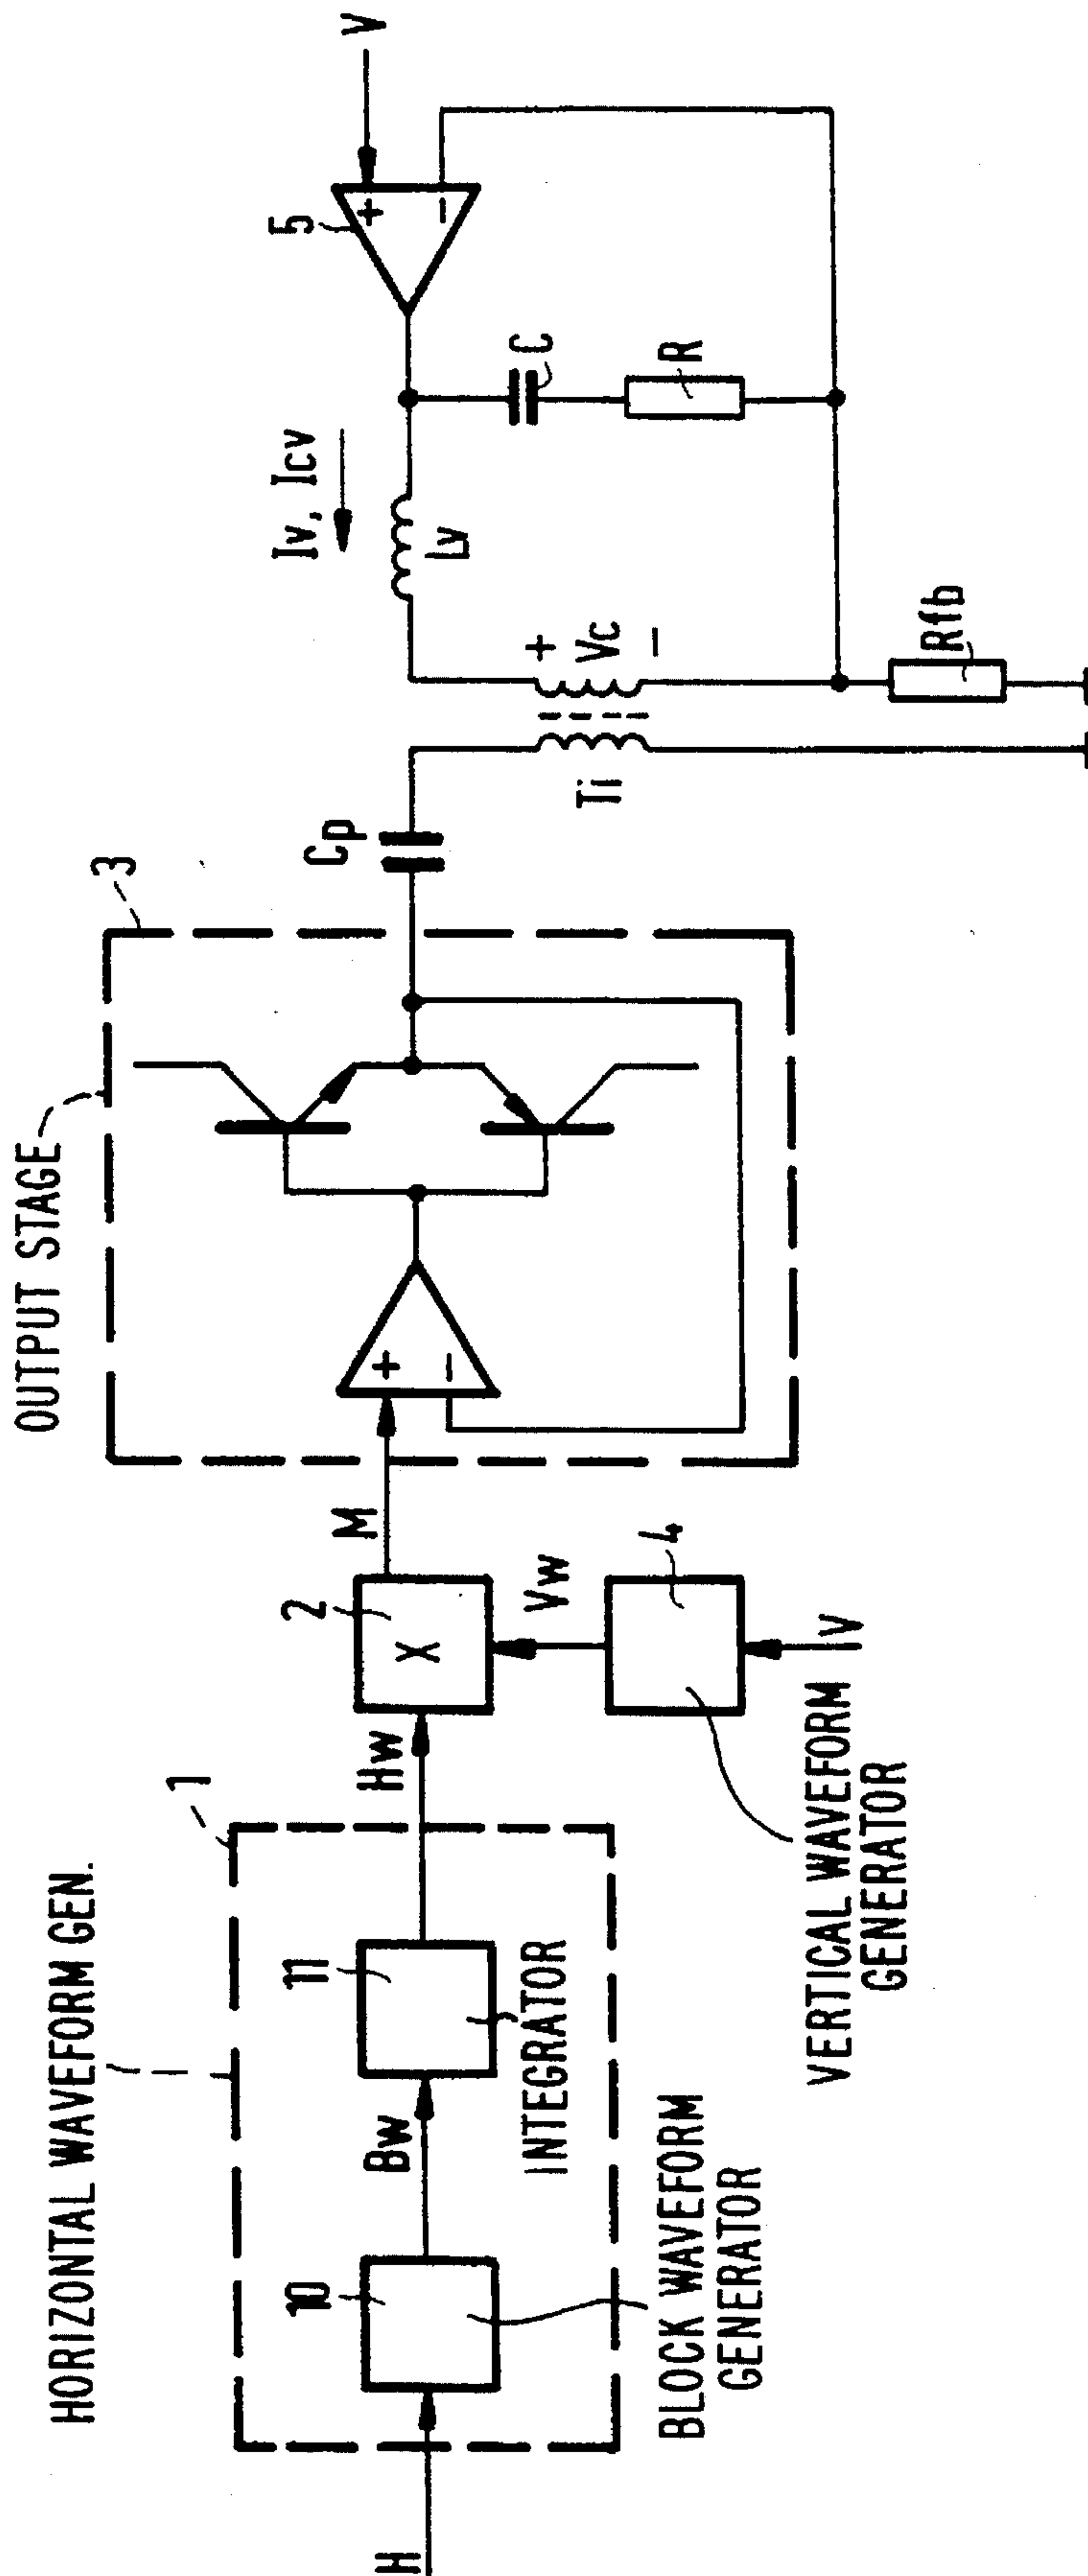 HORIZONTAL WAVEFORM GEN.
1
H
10
Bw
11
INTEGRATOR
BLOCK WAVEFORM
GENERATOR
Hw
2
X
M
Vw
4
V
VERTICAL WAVEFORM
GENERATOR
OUTPUT STAGE
3
+
−
Cp
Ti
+
Vc
−
Iv, Icv
Lv
C
R
Rfb
5
+
−
V